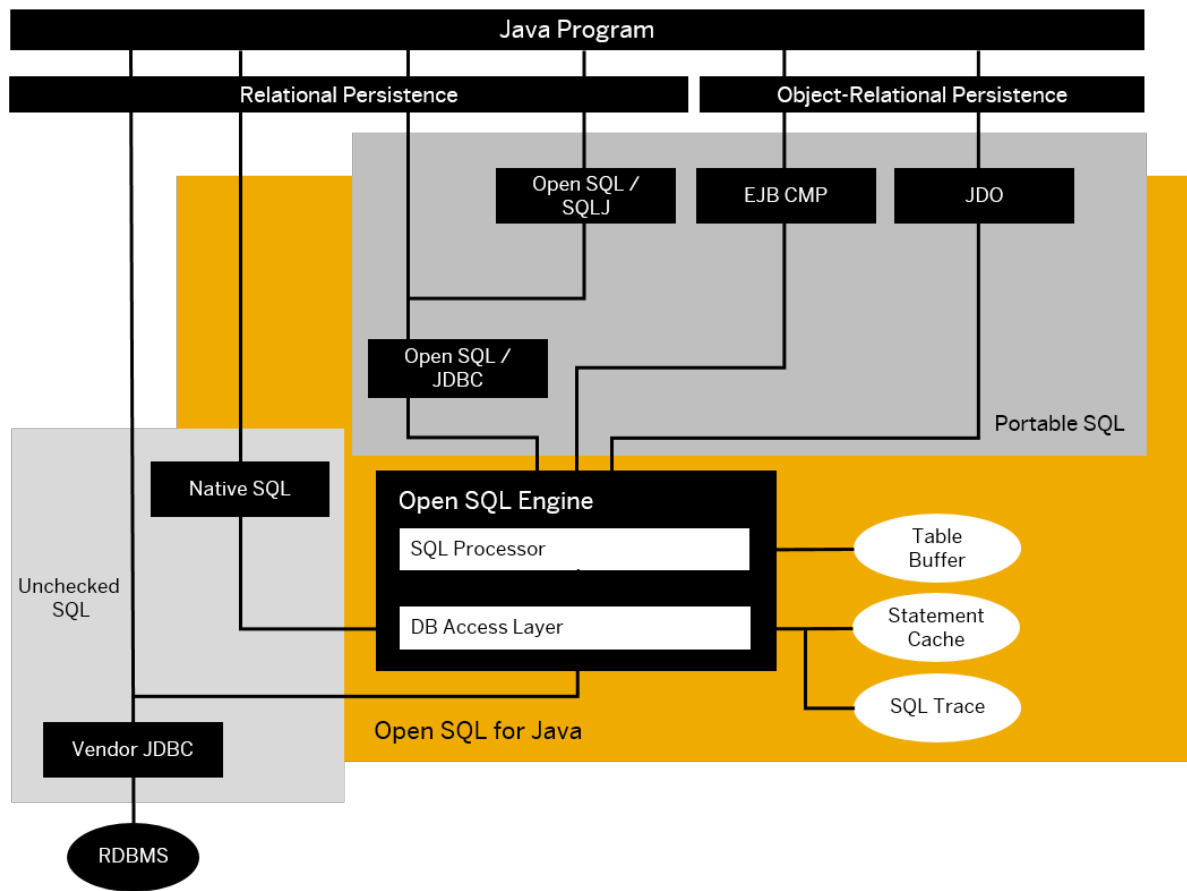 Java Program
Relational Persistence
Object-Relational Persistence
Open SQL /
SQLJ
EJB CMP
JDO
Open SQL /
JDBC
Portable SQL
Native SQL
Open SQL Engine
SQL Processor
Table
Buffer
Unchecked
SQL
DB Access Layer
Statement
Cache
SQL Trace
Open SQL for Java
Vendor JDBC
RDBMS